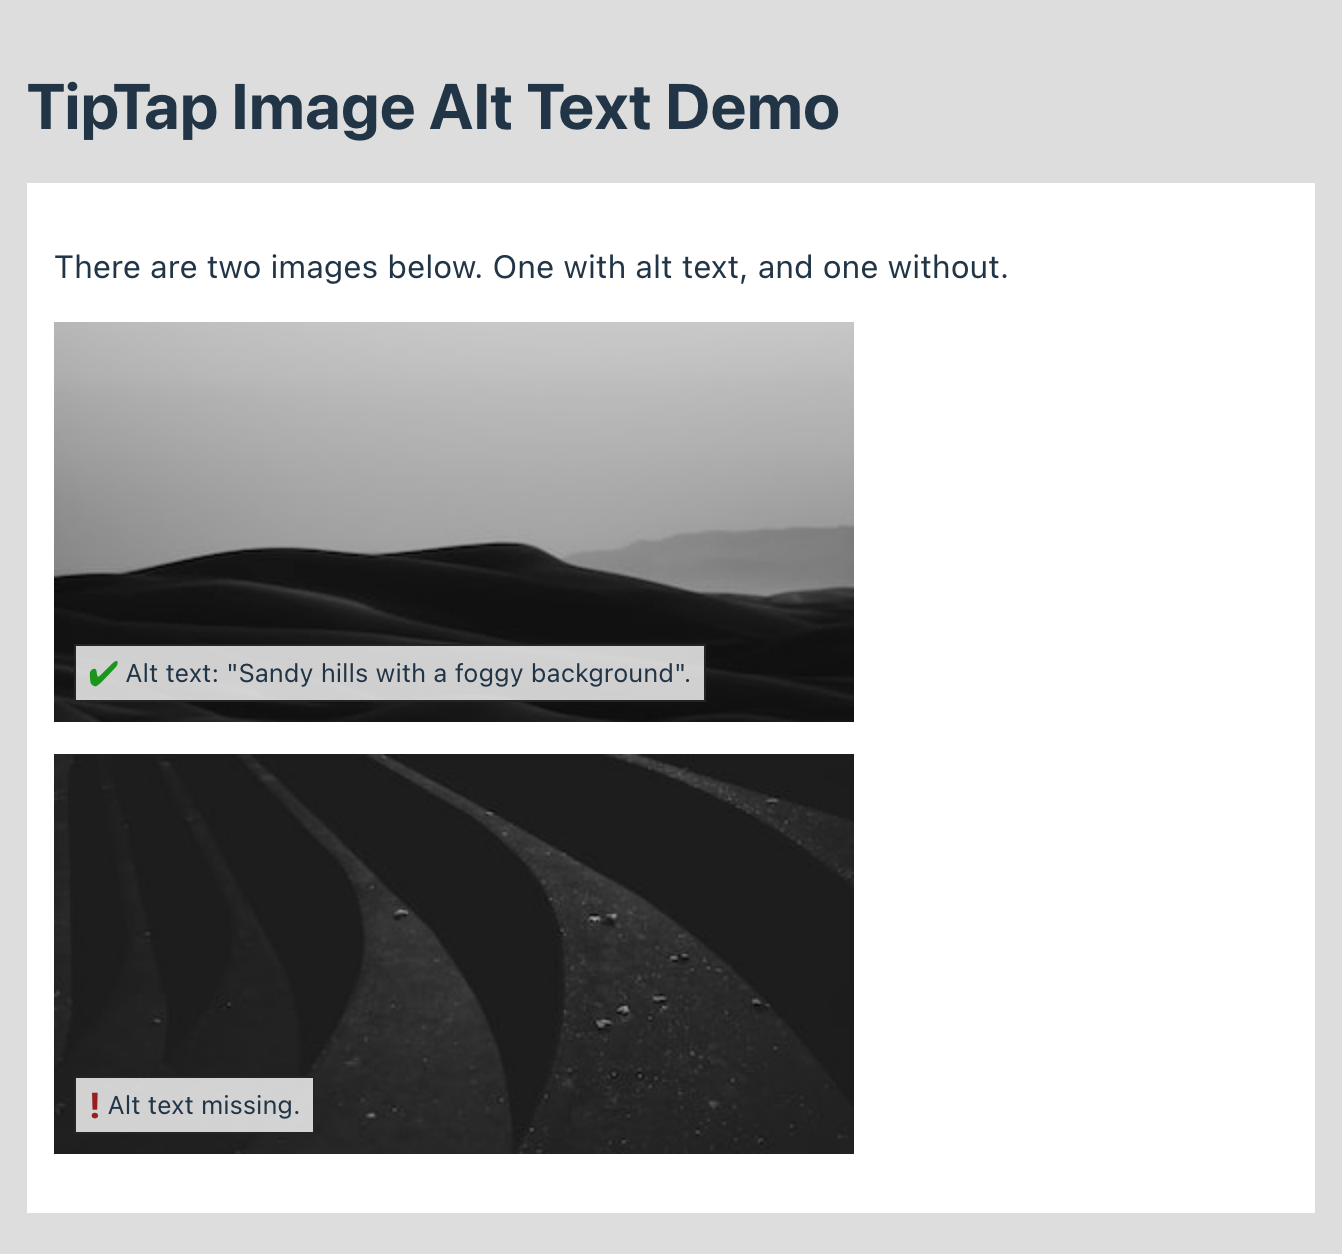 TipTap Image Alt Text Demo
There are two images below. One with alt text, and one without.
✔ Alt text: "Sandy hills with a foggy background".
! Alt text missing.